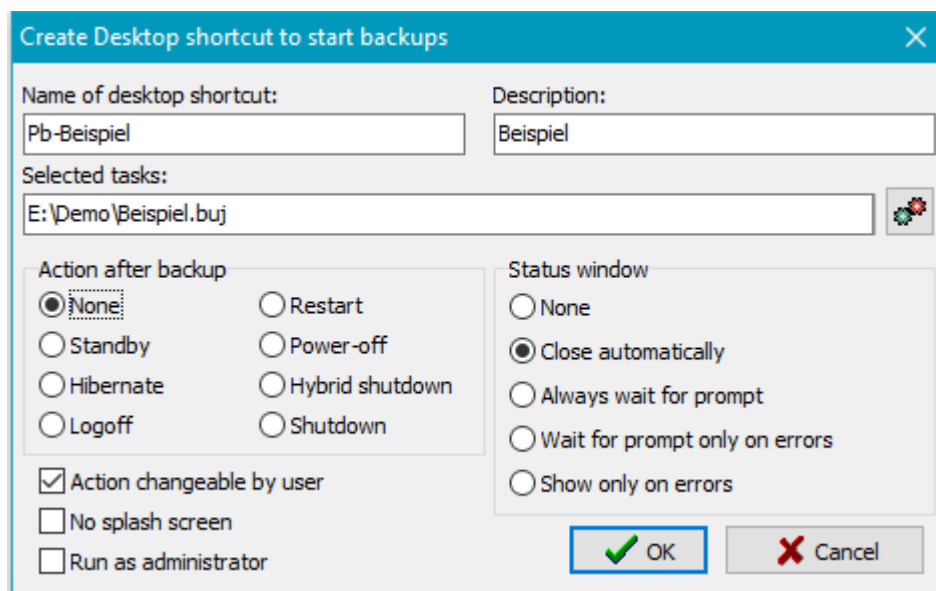 Create Desktop shortcut to start backups
Name of desktop shortcut:
Description:
Pb-Beispiel
Beispiel
Selected tasks:
E:\Demo\Beispiel.buj
Action after backup
None
Restart
Standby
Power-off
Hibernate
Hybrid shutdown
Logoff
Shutdown
Status window
None
Close automatically
Always wait for prompt
Wait for prompt only on errors
Show only on errors
Action changeable by user
No splash screen
Run as administrator
OK
Cancel